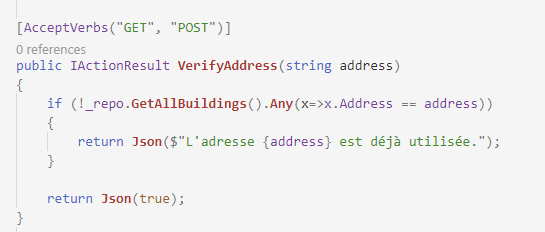 [AcceptVerbs("GET", "POST")]
0 references
public IActionResult VerifyAddress(string address)
{
if (!_repo.GetAllBuildings().Any(x=>x.Address == address))
{
return Json($"L'adresse {address} est déjà utilisée.");
}
return Json(true);
}